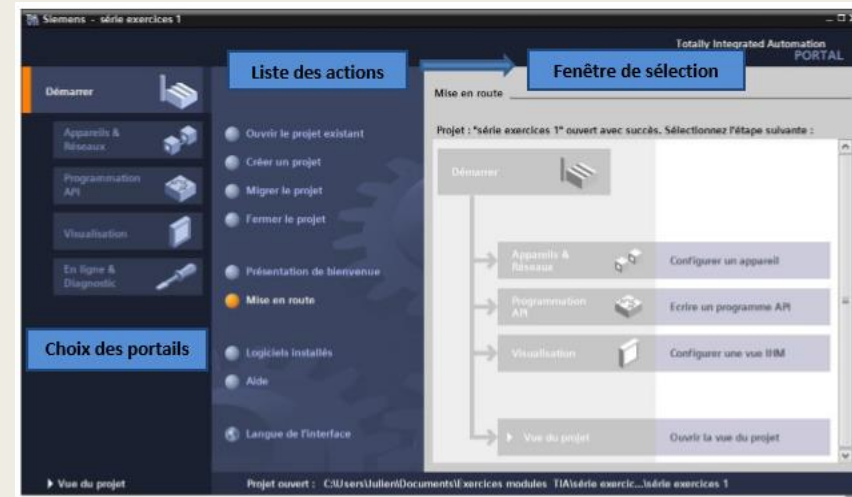 Siemens - série exercices 1
Totally Integrated Automation
PORTAL
Liste des actions
Fenêtre de sélection
Démarrer
Appareils &
Réseaux
Programmation
API
Visualisation
En ligne &
Diagnostic
Choix des portails
Vue du projet
Ouvrir le projet existant
Créer un projet
Migrer le projet
Fermer le projet
Présentation de bienvenue
Mise en route
Logiciels installés
Aide
Langue de l'interface
Mise en route
Projet : "série exercices 1" ouvert avec succès. Sélectionnez l'étape suivante :
Démarrer
Appareils &
Réseaux
Configurer un appareil
Programmation
API
Ecrire un programme API
Visualisation
Configurer une vue IHM
Vue du projet
Ouvrir la vue du projet
Projet ouvert : C:\Users\Julien\Documents\Exercices modules TIA\série exercic...\série exercices 1